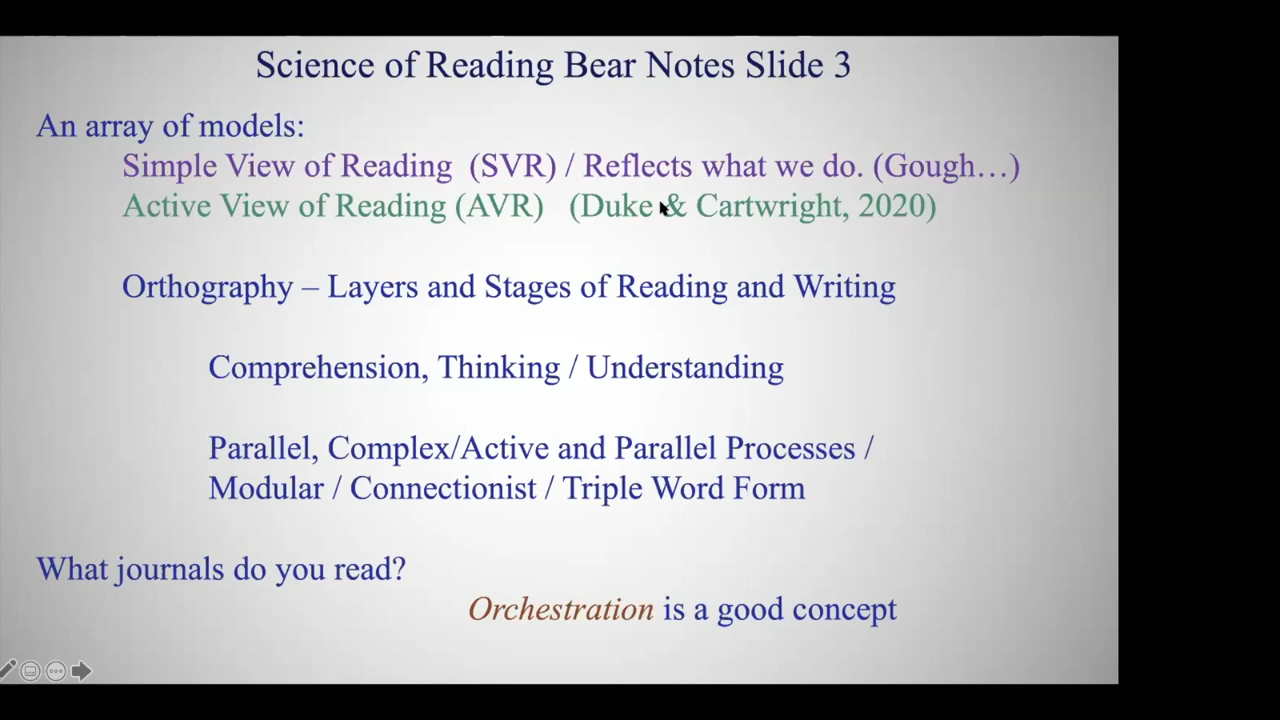 Science of Reading Bear Notes Slide 3
An array of models:
Simple View of Reading (SVR) / Reflects what we do. (Gough…)
Active View of Reading (AVR) (Duke & Cartwright, 2020)
Orthography – Layers and Stages of Reading and Writing
Comprehension, Thinking / Understanding
Parallel, Complex/Active and Parallel Processes /
Modular / Connectionist / Triple Word Form
What journals do you read?
Orchestration is a good concept